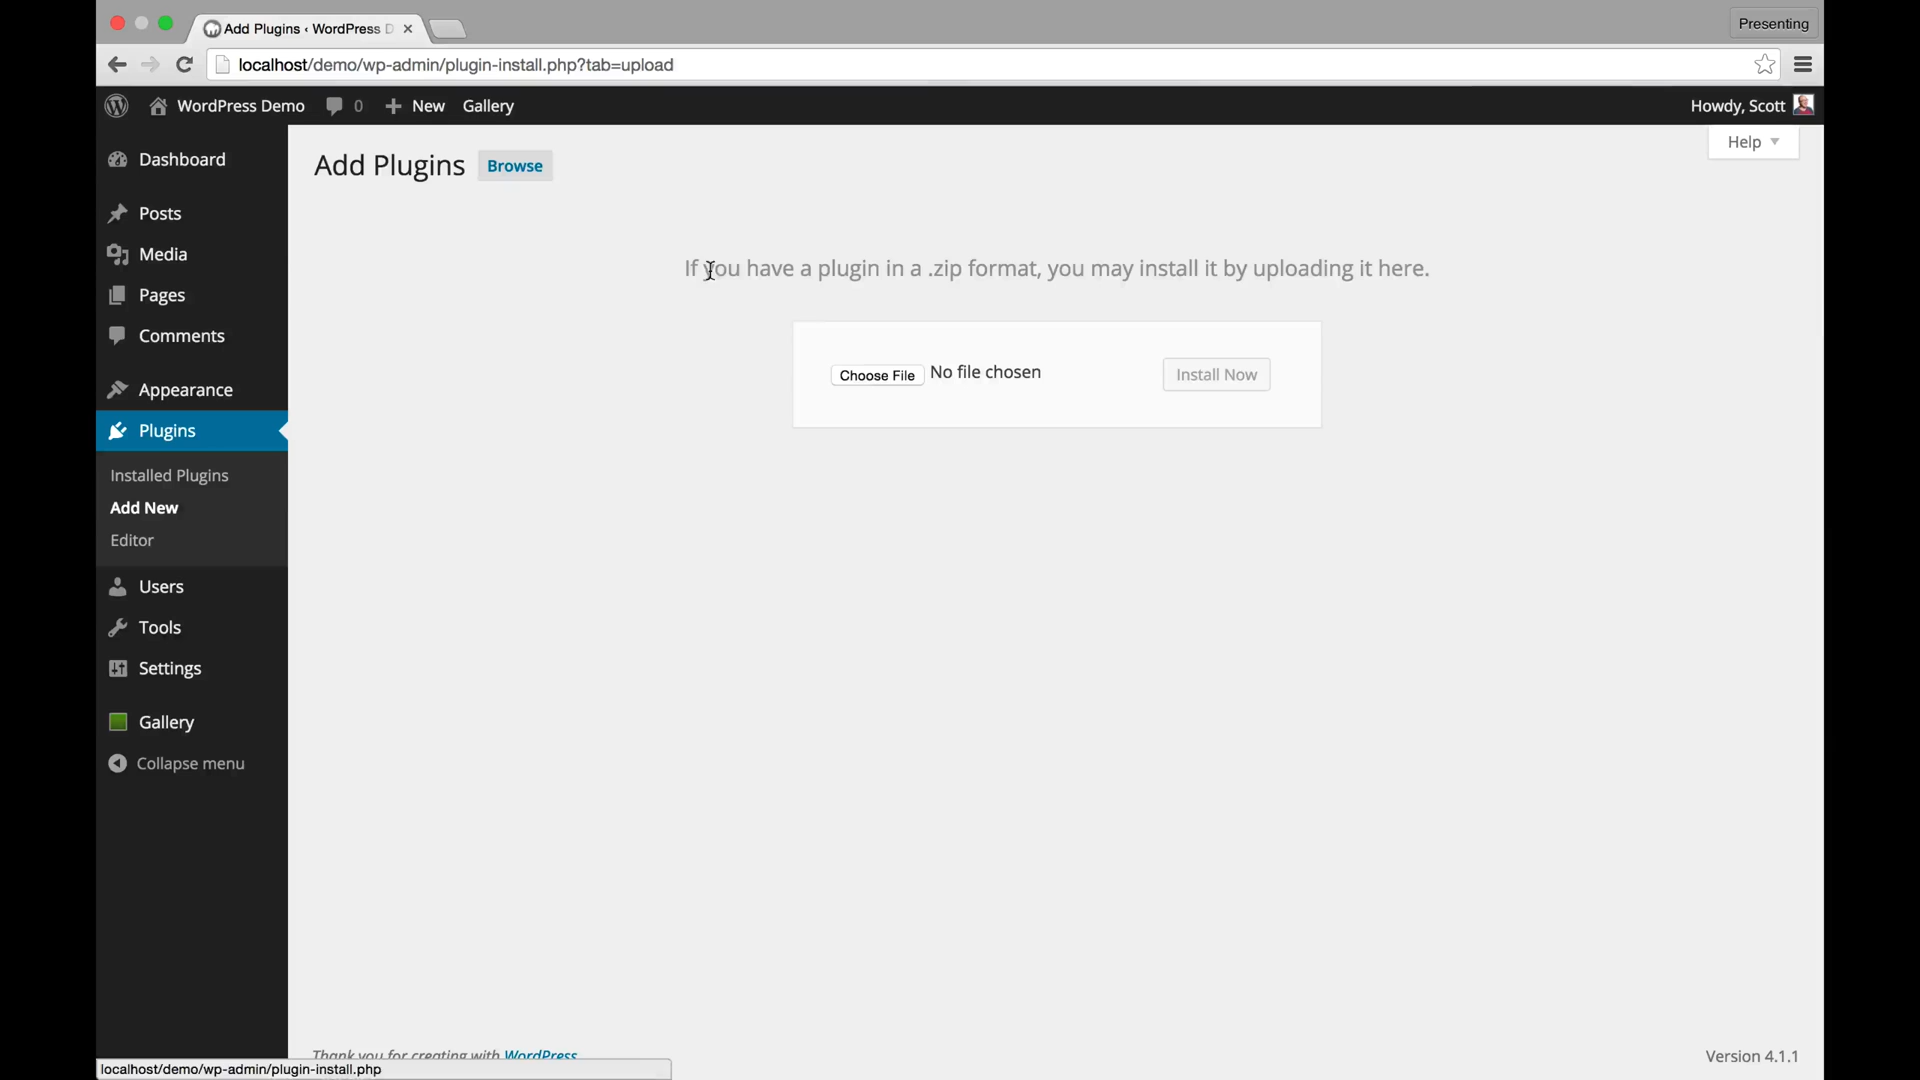 Add Plugins ‹ WordPress D
Presenting
localhost/demo/wp-admin/plugin-install.php?tab=upload
WordPress Demo 0 New Gallery
Howdy, Scott
Help
Dashboard
Posts
Media
Pages
Comments
Appearance
Plugins
Installed Plugins
Add New
Editor
Users
Tools
Settings
Gallery
Collapse menu
Add Plugins Browse
If you have a plugin in a .zip format, you may install it by uploading it here.
Choose File No file chosen
Install Now
Thank you for creating with WordPress
Version 4.1.1
localhost/demo/wp-admin/plugin-install.php